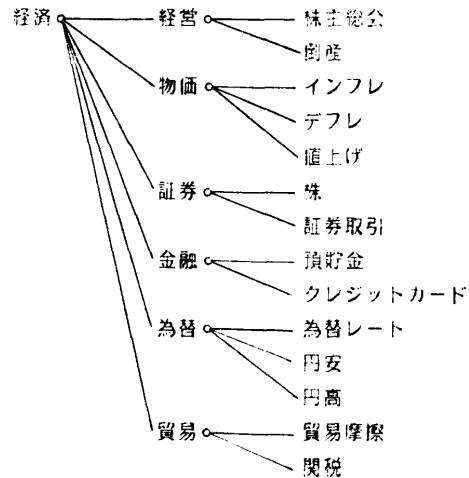 経済 経営 株主総会
倒産
物価 インフレ
デフレ
値上げ
証券 株
証券取引
金融 預貯金
クレジットカード
為替 為替レート
円安
円高
貿易 貿易摩擦
関税